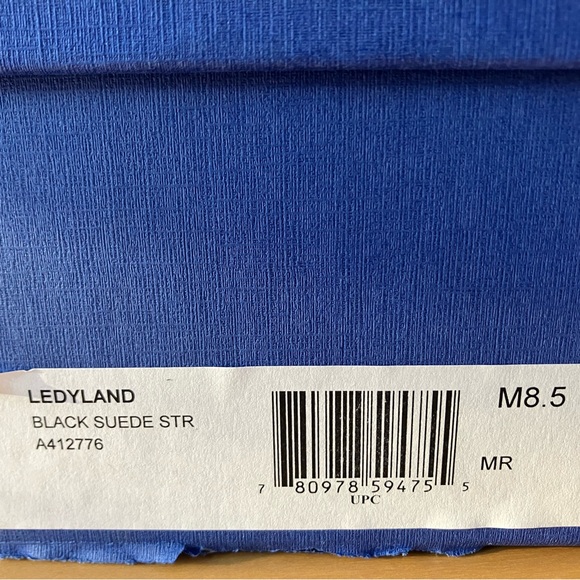 LEDYLAND
BLACK SUEDE STR
A412776
7 80978 59475 5
UPC
M8.5
MR